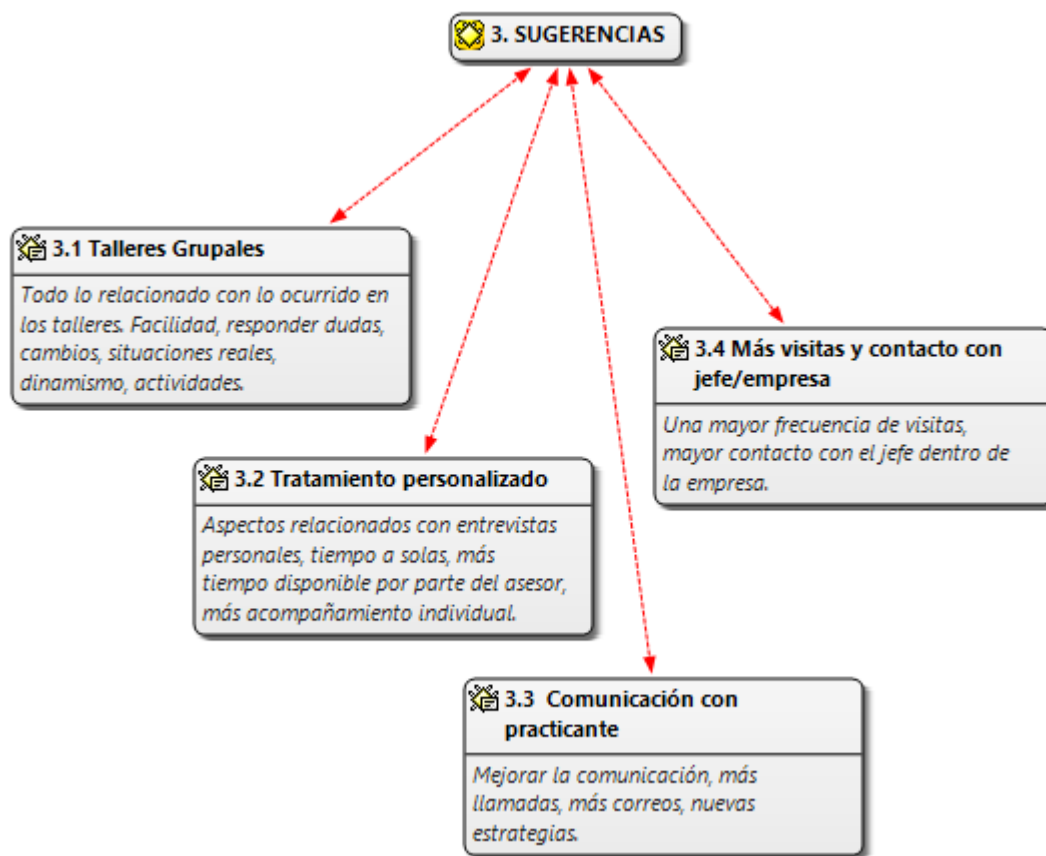 3. SUGERENCIAS
3.1 Talleres Grupales
Todo lo relacionado con lo ocurrido en
los talleres. Facilidad, responder dudas,
cambios, situaciones reales,
dinamismo, actividades.
3.2 Tratamiento personalizado
Aspectos relacionados con entrevistas
personales, tiempo a solas, más
tiempo disponible por parte del asesor,
más acompañamiento individual.
3.3 Comunicación con
practicante
Mejorar la comunicación, más
llamadas, más correos, nuevas
estrategias.
3.4 Más visitas y contacto con
jefe/empresa
Una mayor frecuencia de visitas,
mayor contacto con el jefe dentro de
la empresa.